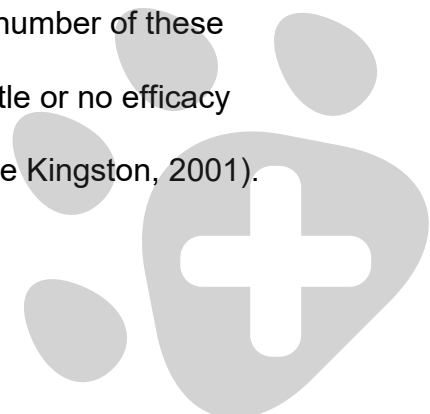 number of these
tle or no efficacy
e Kingston, 2001).